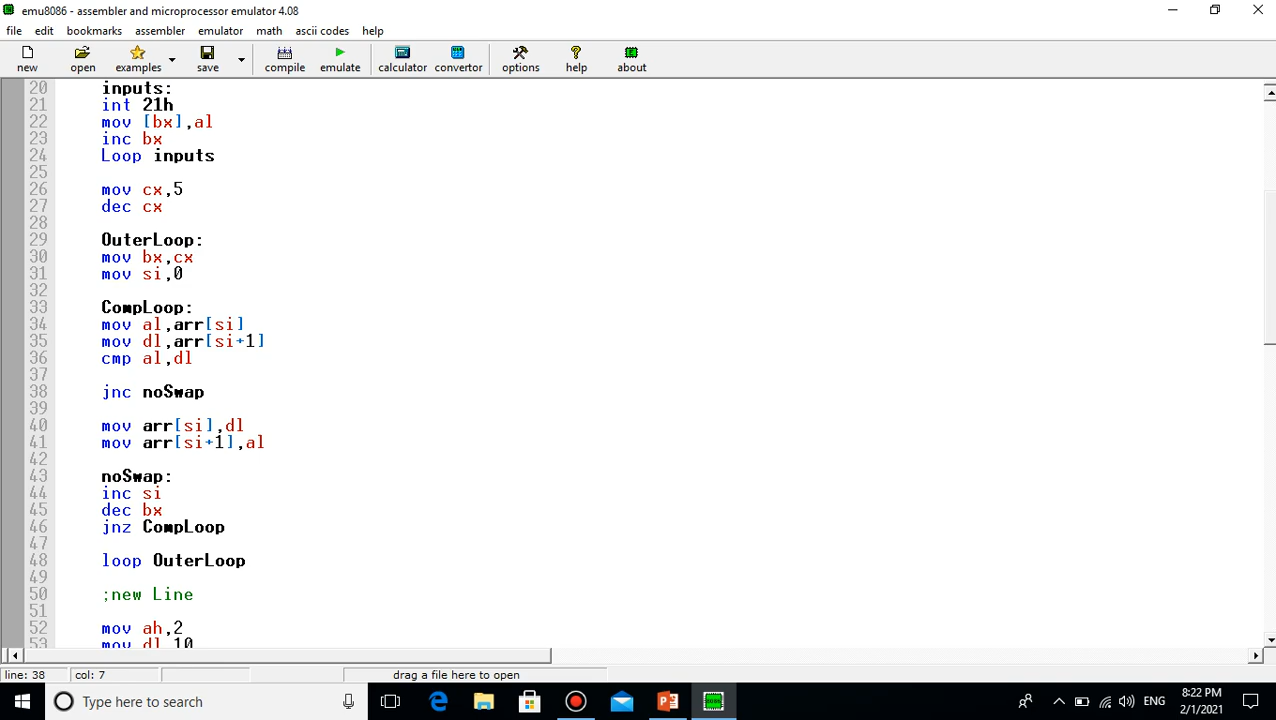 emu8086 - assembler and microprocessor emulator 4.08
file edit bookmarks assembler emulator math ascii codes help
new open examples save compile emulate calculator convertor options help about
20 inputs:
21 int 21h
22 mov [bx],al
23 inc bx
24 Loop inputs
25
26 mov cx,5
27 dec cx
28
29 OuterLoop:
30 mov bx,cx
31 mov si,0
32
33 CompLoop:
34 mov al,arr[si]
35 mov dl,arr[si+1]
36 cmp al,dl
37
38 jnc noSwap
39
40 mov arr[si],dl
41 mov arr[si+1],al
42
43 noSwap:
44 inc si
45 dec bx
46 jnz CompLoop
47
48 loop OuterLoop
49
50 ;new Line
51
52 mov ah,2
53 mov dl 10
line: 38 col: 7 drag a file here to open
Type here to search
ENG
8:22 PM
2/1/2021